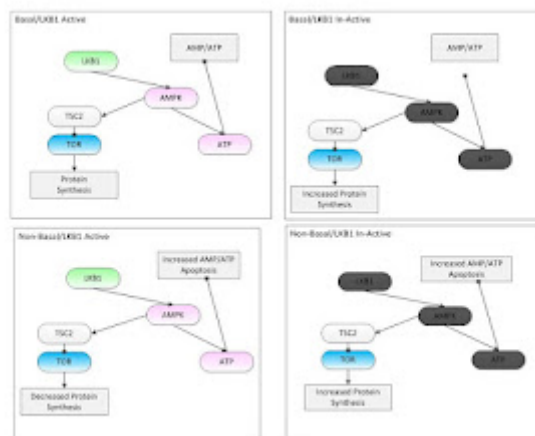 Basal/LKB1 Active
AMP/ATP
LKB1
AMPK
TSC2
ATP
TOR
Protein
Synthesis
Basal/LKB1 In-Active
AMP/ATP
LKB1
AMPK
TSC2
TOR
ATP
Increased Protein
Synthesis
Non-Basal/LKB1 Active
Increased AMP/ATP
Apoptosis
LKB1
AMPK
TSC2
TOR
ATP
Decreased Protein
Synthesis
Non-Basal/LKB1 In-Active
Increased AMP/ATP
Apoptosis
LKB1
AMPK
TSC2
TOR
ATP
Increased Protein
Synthesis